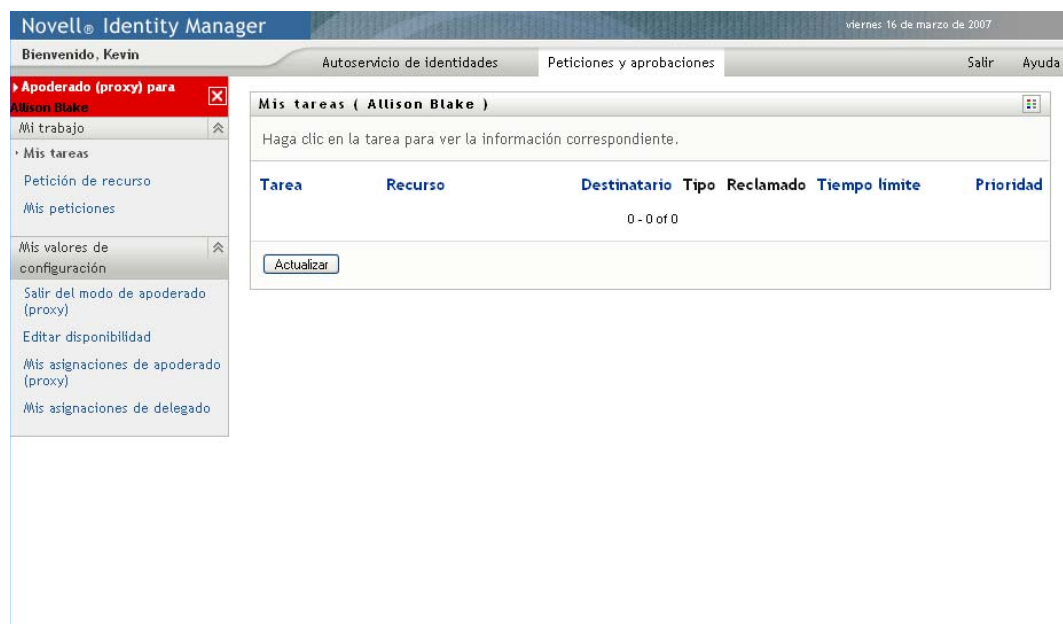 Novell® Identity Manager
viernes 16 de marzo de 2007
Bienvenido, Kevin
Autoservicio de identidades
Peticiones y aprobaciones
Salir
Ayuda
Apoderado (proxy) para
Allison Blake
Mi trabajo
Mis tareas
Petición de recurso
Mis peticiones
Mis valores de
configuración
Salir del modo de apoderado
(proxy)
Editar disponibilidad
Mis asignaciones de apoderado
(proxy)
Mis asignaciones de delegado
Mis tareas ( Allison Blake )
Haga clic en la tarea para ver la información correspondiente.
Tarea Recurso Destinatario Tipo Reclamado Tiempo límite Prioridad
0 - 0 of 0
Actualizar